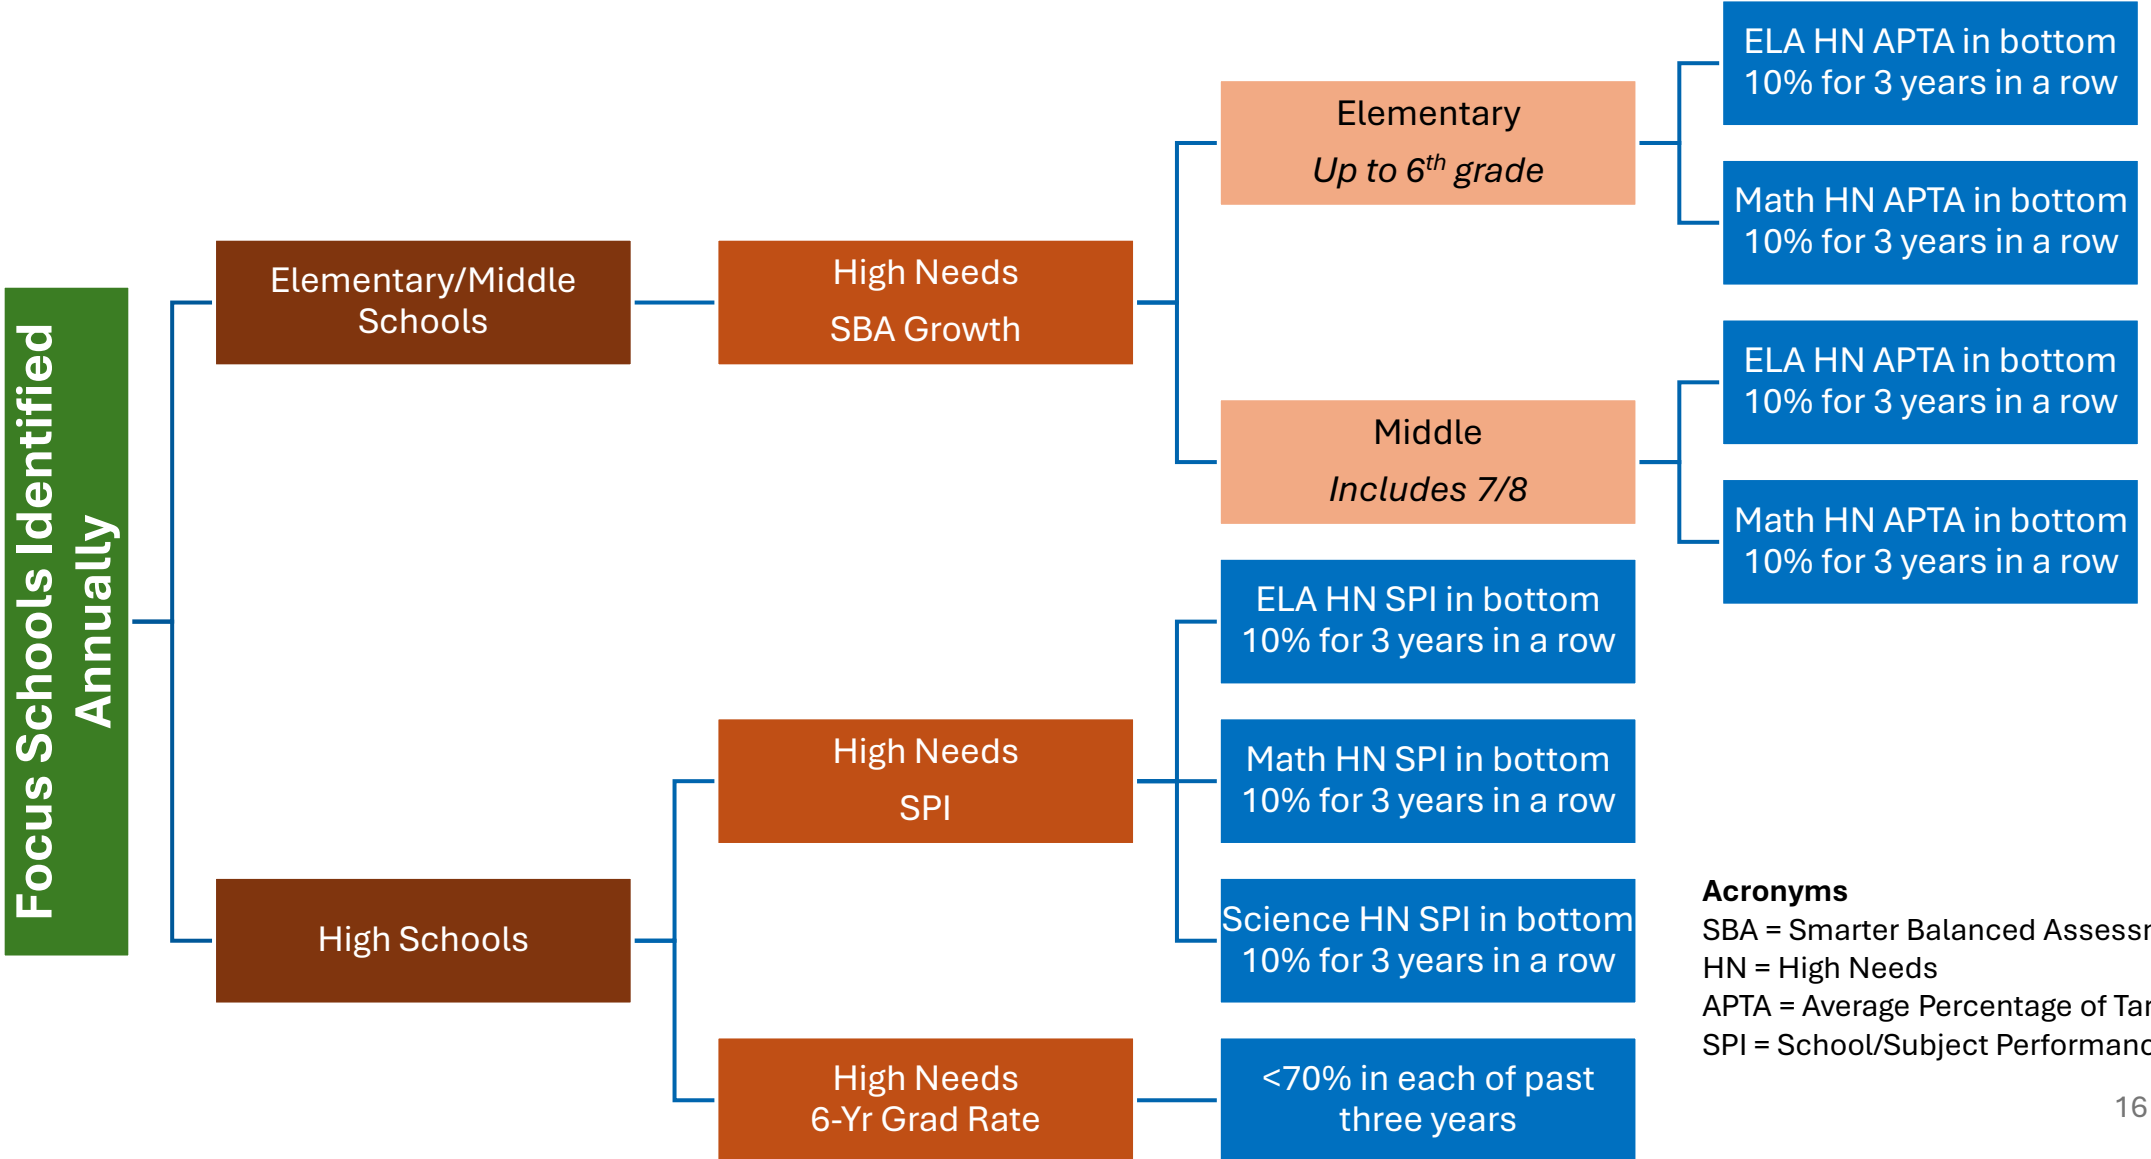 Focus Schools Identified
Annually
Elementary/Middle
Schools
High Needs
SBA Growth
Elementary
Up to 6th grade
ELA HN APTA in bottom
10% for 3 years in a row
Math HN APTA in bottom
10% for 3 years in a row
Middle
Includes 7/8
ELA HN APTA in bottom
10% for 3 years in a row
Math HN APTA in bottom
10% for 3 years in a row
High Schools
High Needs
SPI
ELA HN SPI in bottom
10% for 3 years in a row
Math HN SPI in bottom
10% for 3 years in a row
Science HN SPI in bottom
10% for 3 years in a row
High Needs
6-Yr Grad Rate
<70% in each of past
three years
Acronyms
SBA = Smarter Balanced
HN = High Needs
APTA = Average Percentage of
SPI = School/Subject
16